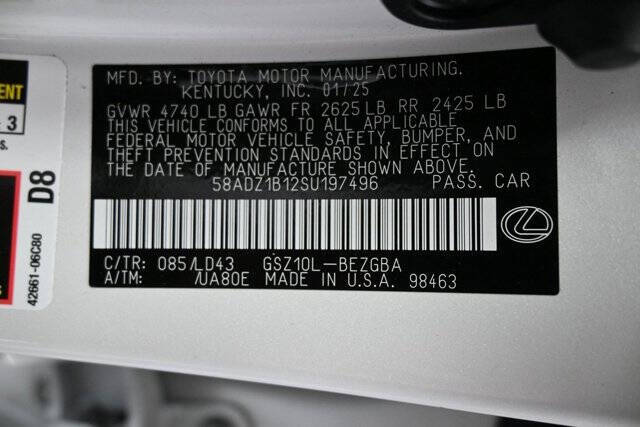 MFD. BY: TOYOTA MOTOR MANUFACTURING.
KENTUCKY, INC. 01/25
GVWR 4740 LB GAWR FR 2625 LB RR 2425 LB
THIS VEHICLE CONFORMS TO ALL APPLICABLE
FEDERAL MOTOR VEHICLE SAFETY, BUMPER, AND
THEFT PREVENTION STANDARDS IN EFFECT ON THE
DATE OF MANUFACTURE SHOWN ABOVE.
58ADZ1B12SU197496 PASS. CAR
C/TR: 085/LD43 GSZ10L-BEZGBA
A/TM: /UA80E MADE IN U.S.A. 98463
D8
42661-06C80
3